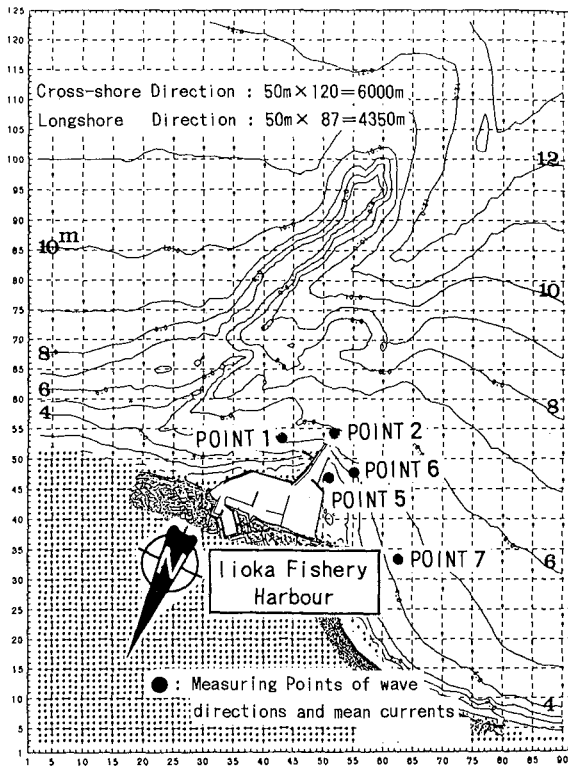 125
120
115
Cross-shore Direction : 50m×120=6000m
110
Longshore Direction : 50m× 87=4350m
105
100
12
95
90
85
10 m
80
10
75
70
8
65
6
60
8
4
55
POINT 1
POINT 2
50
POINT 6
45
POINT 5
40
35
POINT 7
6
N
Iioka Fishery
30
Harbour
25
20
15
● : Measuring Points of wave
10
4
directions and mean currents.
5
1
1 5 10 15 20 25 30 35 40 45 50 55 60 65 70 75 80 85 90